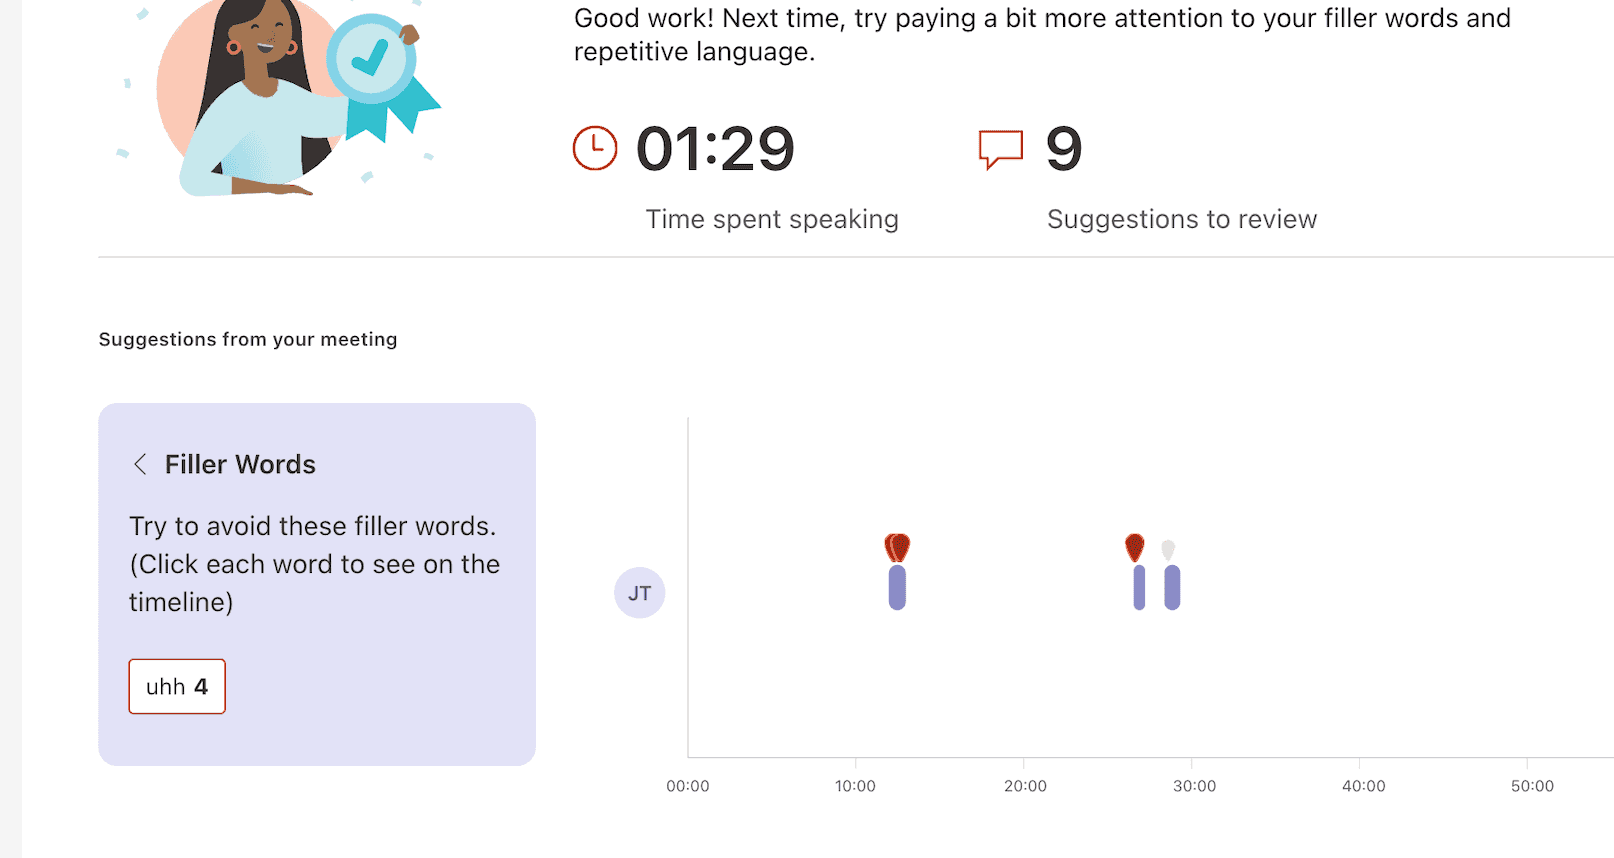 Good work! Next time, try paying a bit more attention to your filler words and
repetitive language.
01:29
Time spent speaking
9
Suggestions to review
Suggestions from your meeting
Filler Words
Try to avoid these filler words.
(Click each word to see on the
timeline)
uhh 4
JT
00:00 10:00 20:00 30:00 40:00 50:00